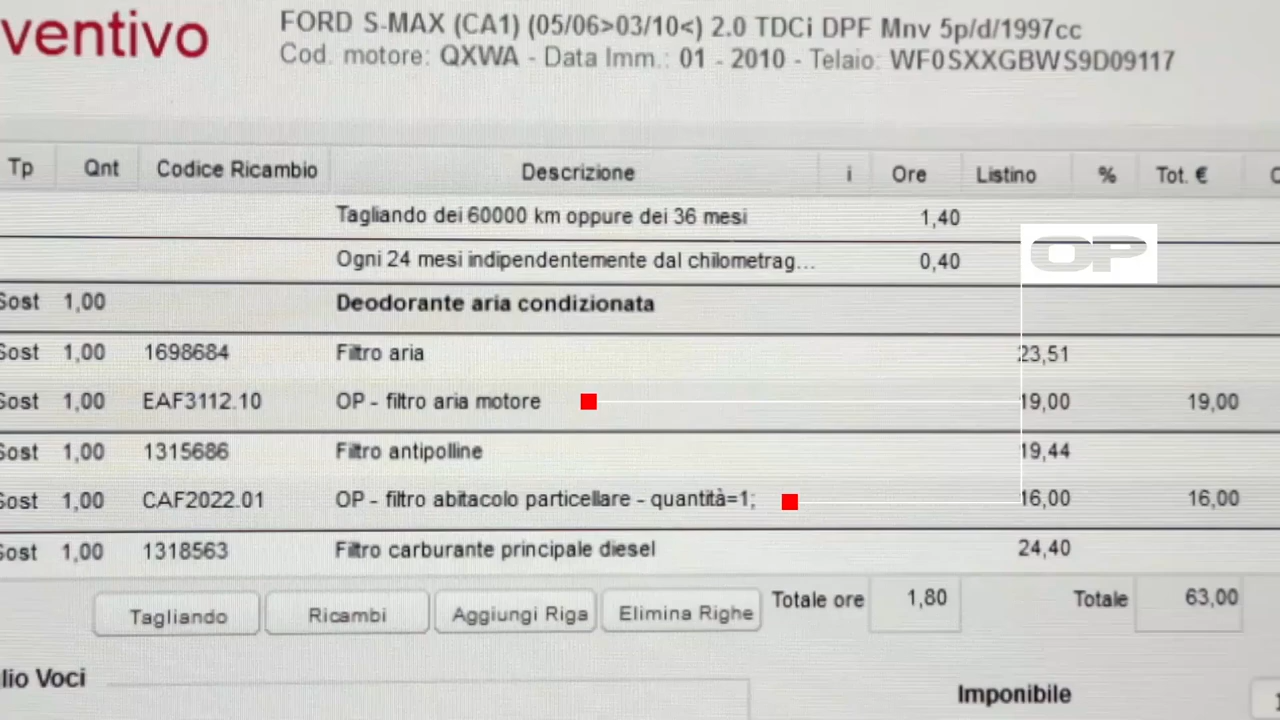 ventivo
FORD S-MAX (CA1) (05/06>03/10<) 2.0 TDCi DPF Mnv 5p/d/1997cc
Cod. motore: QXWA - Data Imm.: 01 - 2010 - Telaio: WF0SXXGBWS9D09117
Tp Qnt Codice Ricambio Descrizione i Ore Listino % Tot. €
Tagliando dei 60000 km oppure dei 36 mesi 1,40
OP
Ogni 24 mesi indipendentemente dal chilometrag... 0,40
Sost 1,00 Deodorante aria condizionata
Sost 1,00 1698684 Filtro aria 23,51
Sost 1,00 EAF3112.10 OP - filtro aria motore 19,00 19,00
Sost 1,00 1315686 Filtro antipolline 19,44
Sost 1,00 CAF2022.01 OP - filtro abitacolo particellare - quantità=1; 16,00 16,00
Sost 1,00 1318563 Filtro carburante principale diesel 24,40
Tagliando Ricambi Aggiungi Riga Elimina Righe Totale ore 1,80 Totale 63,00
lio Voci
Imponibile